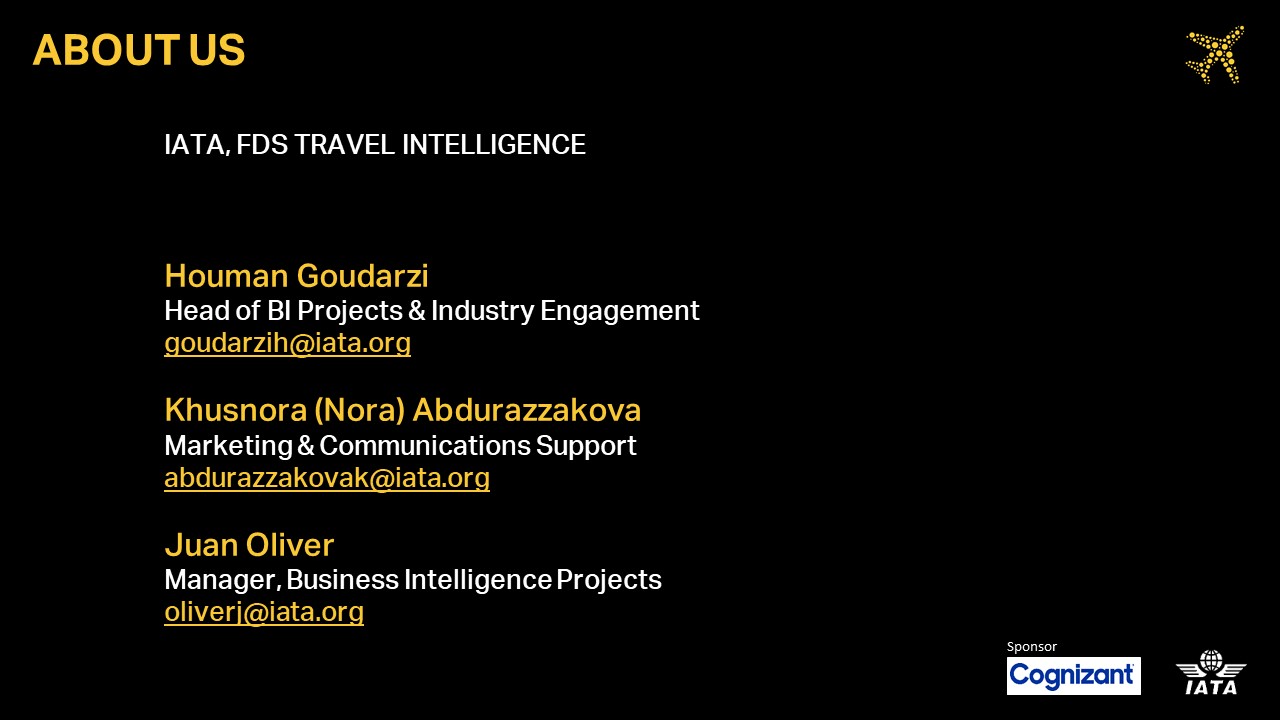 ABOUT US
IATA, FDS TRAVEL INTELLIGENCE
Houman Goudarzi
Head of BI Projects & Industry Engagement
goudarzih@iata.org
Khusnora (Nora) Abdurazzakova
Marketing & Communications Support
abdurazzakovak@iata.org
Juan Oliver
Manager, Business Intelligence Projects
oliverj@iata.org
Sponsor
Cognizant
IATA